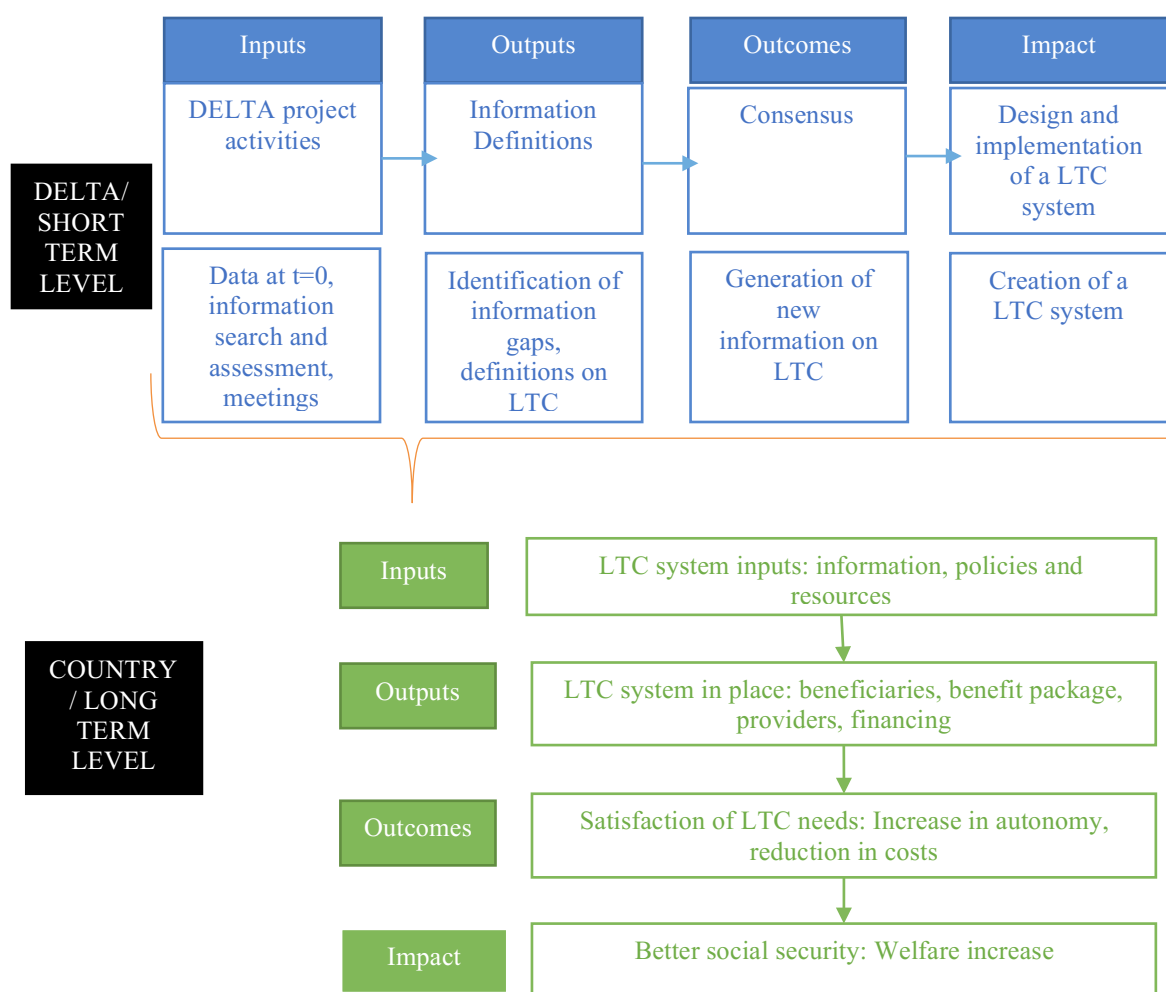 Inputs
Outputs
Outcomes
Impact
DELTA project
activities
Information
Definitions
Consensus
Design and
implementation
of a LTC
system
DELTA/
SHORT
TERM
LEVEL
Data at t=0,
information
search and
assessment,
meetings
Identification of
information
gaps,
definitions on
LTC
Generation of
new
information on
LTC
Creation of a
LTC system
Inputs
LTC system inputs: information, policies and
resources
COUNTRY
/ LONG
TERM
LEVEL
Outputs
LTC system in place: beneficiaries, benefit package,
providers, financing
Outcomes
Satisfaction of LTC needs: Increase in autonomy,
reduction in costs
Impact
Better social security: Welfare increase